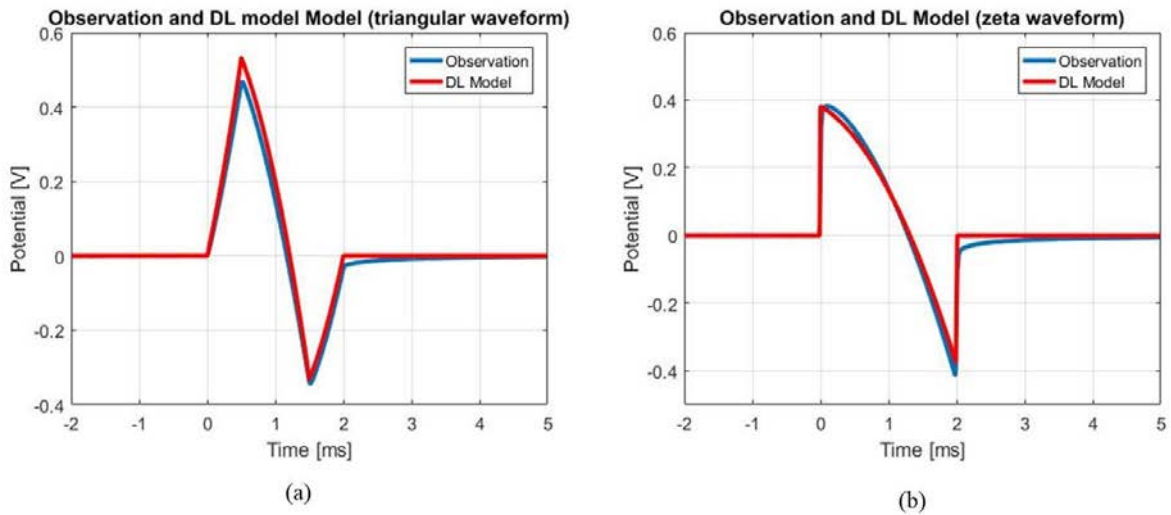 Observation and DL model Model (triangular waveform)
0.6
0.4
0.2
0
-0.2
-0.4
Potential [V]
Observation
DL Model
-2 -1 0 1 2 3 4 5
Time [ms]
(a)
Observation and DL Model (zeta waveform)
0.6
0.4
0.2
0
-0.2
-0.4
Potential [V]
Observation
DL Model
-2 -1 0 1 2 3 4 5
Time [ms]
(b)